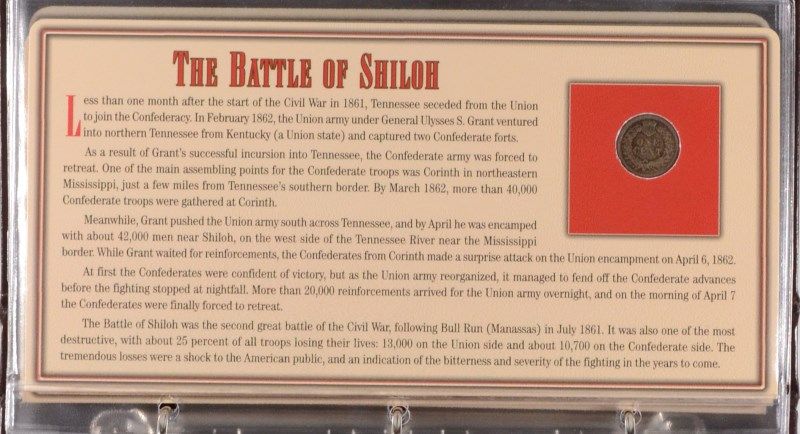 THE BATTLE OF SHILOH
Less than one month after the start of the Civil War in 1861, Tennessee seceded from the Union
to join the Confederacy. In February 1862, the Union army under General Ulysses S. Grant ventured
into northern Tennessee from Kentucky (a Union state) and captured two Confederate forts.
As a result of Grant's successful incursion into Tennessee, the Confederate army was forced to
retreat. One of the main assembling points for the Confederate troops was Corinth in northeastern
Mississippi, just a few miles from Tennessee's southern border. By March 1862, more than 40,000
Confederate troops were gathered at Corinth.
Meanwhile, Grant pushed the Union army south across Tennessee, and by April he was encamped
with about 42,000 men near Shiloh, on the west side of the Tennessee River near the Mississippi
border. While Grant waited for reinforcements, the Confederates from Corinth made a surprise attack on the Union encampment on April 6, 1862.
At first the Confederates were confident of victory, but as the Union army reorganized, it managed to fend off the Confederate advances
before the fighting stopped at nightfall. More than 20,000 reinforcements arrived for the Union army overnight, and on the morning of April 7
the Confederates were finally forced to retreat.
The Battle of Shiloh was the second great battle of the Civil War, following Bull Run (Manassas) in July 1861. It was also one of the most
destructive, with about 25 percent of all troops losing their lives: 13,000 on the Union side and about 10,700 on the Confederate side. The
tremendous losses were a shock to the American public, and an indication of the bitterness and severity of the fighting in the years to come.